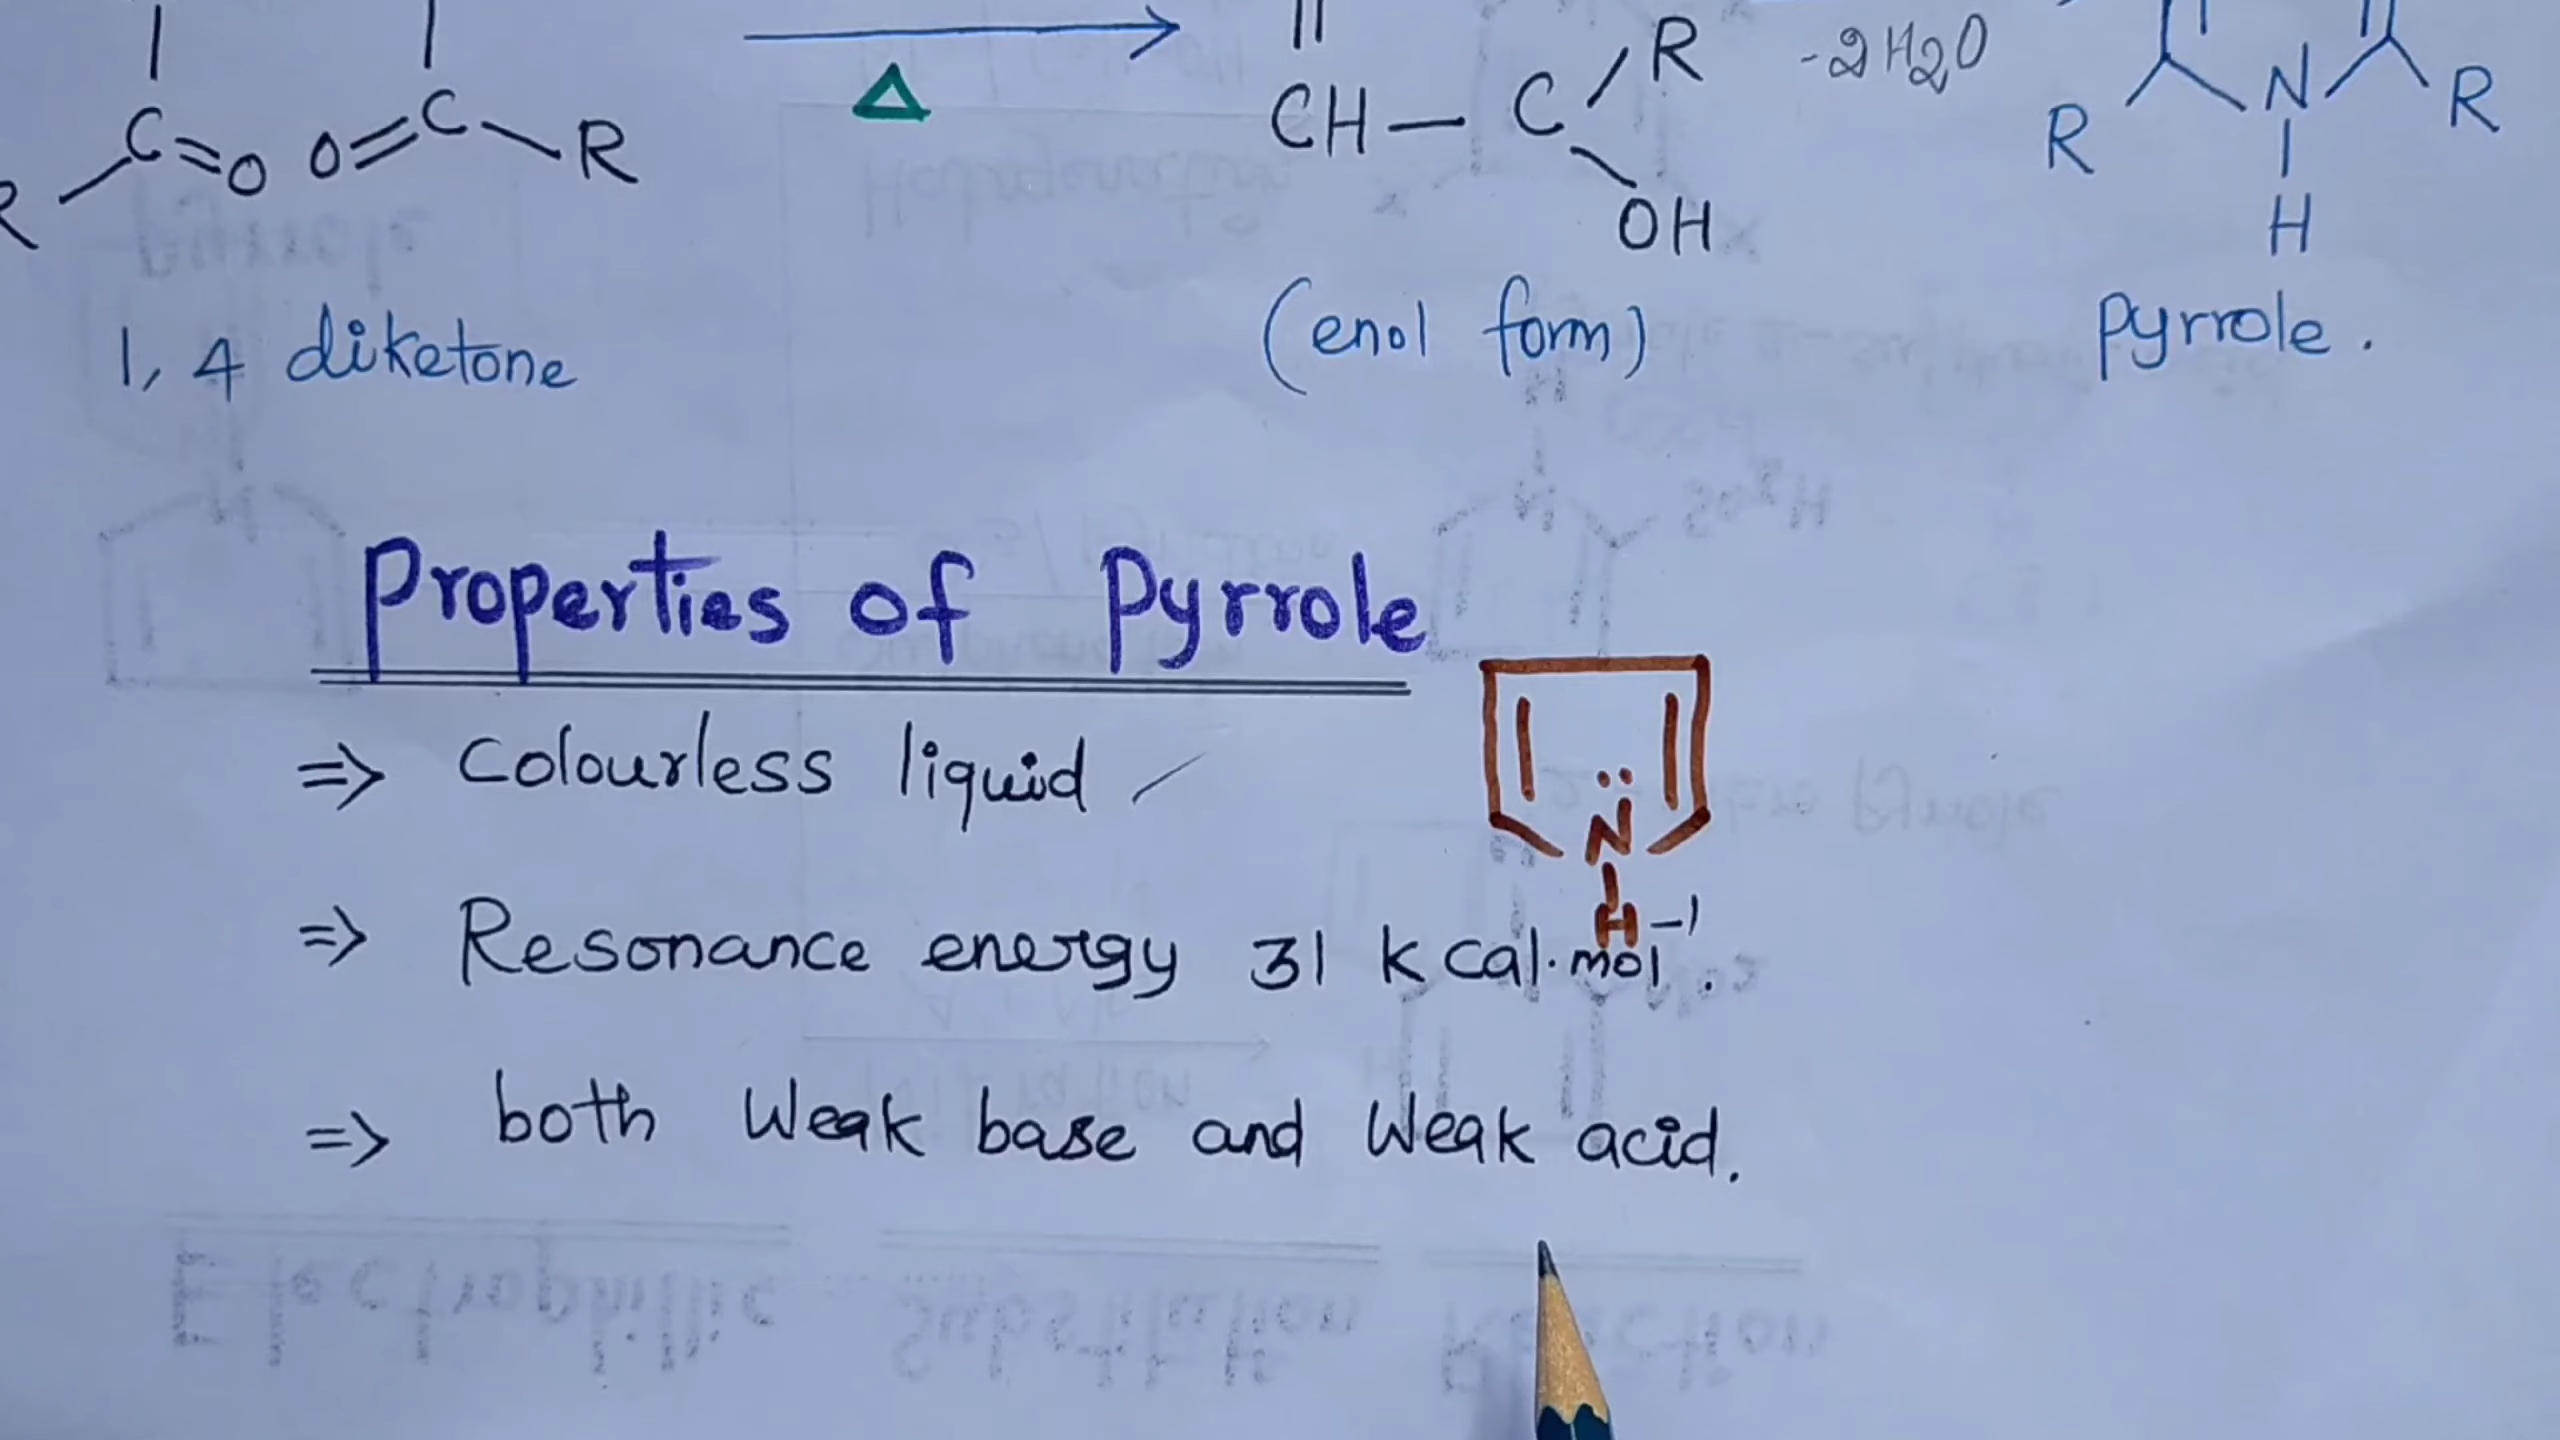 CH — C R
-2H2O
N
R R
C=O O=C R
R
OH
H
1, 4 diketone
(enol form)
Pyrrole.
Properties of Pyrrole
⇒ Colourless liquid
N
H
⇒ Resonance energy 31 k cal. mol⁻¹.
⇒ both Weak base and Weak acid.